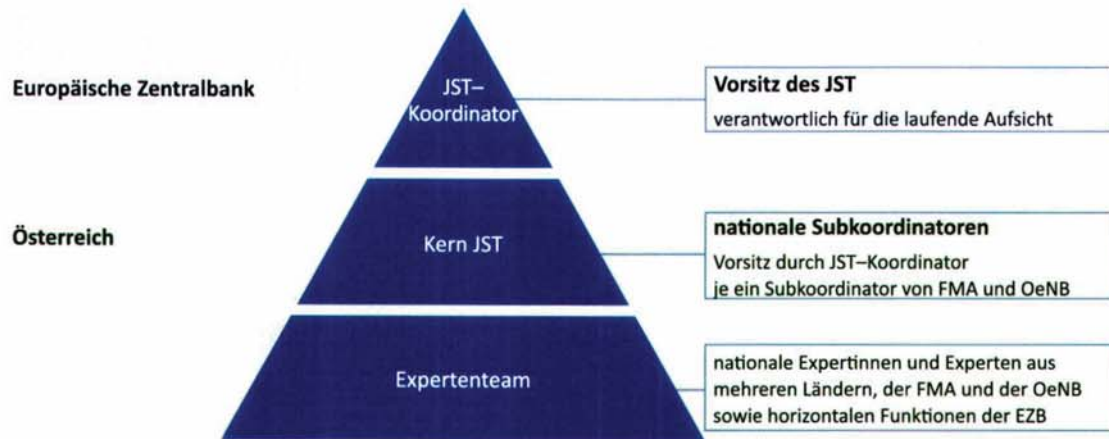 Europäische Zentralbank
JST–
Koordinator
Vorsitz des JST
verantwortlich für die laufende Aufsicht
Österreich
Kern JST
nationale Subkoordinatoren
Vorsitz durch JST–Koordinator
je ein Subkoordinator von FMA und OeNB
Expertenteam
nationale Expertinnen und Experten aus
mehreren Ländern, der FMA und der OeNB
sowie horizontalen Funktionen der EZB